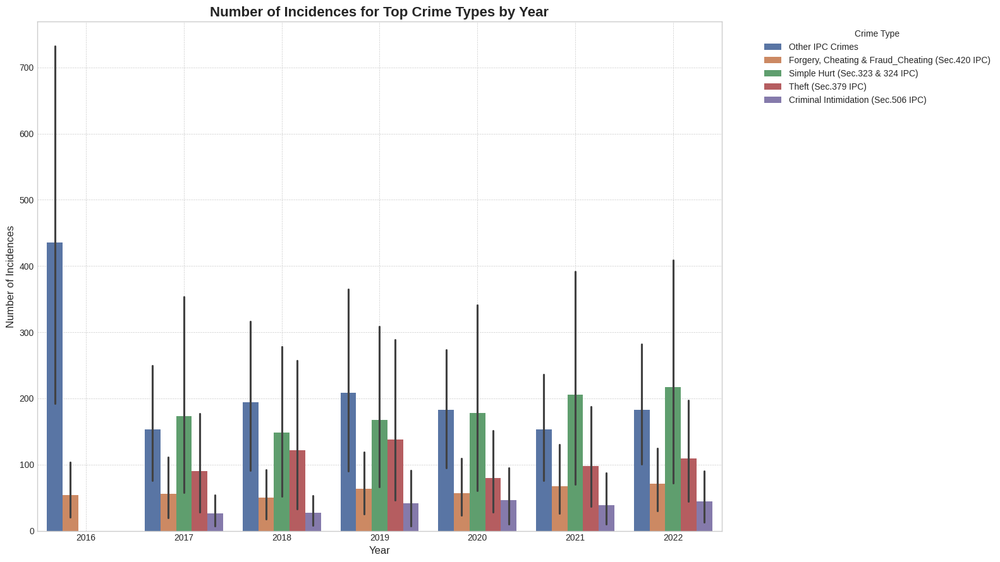 Number of Incidences for Top Crime Types by Year
Crime Type
Other IPC Crimes
Forgery, Cheating & Fraud_Cheating (Sec.420 IPC)
Simple Hurt (Sec.323 & 324 IPC)
Theft (Sec.379 IPC)
Criminal Intimidation (Sec.506 IPC)
Number of Incidences
700
600
500
400
300
200
100
0
2016 2017 2018 2019 2020 2021 2022
Year